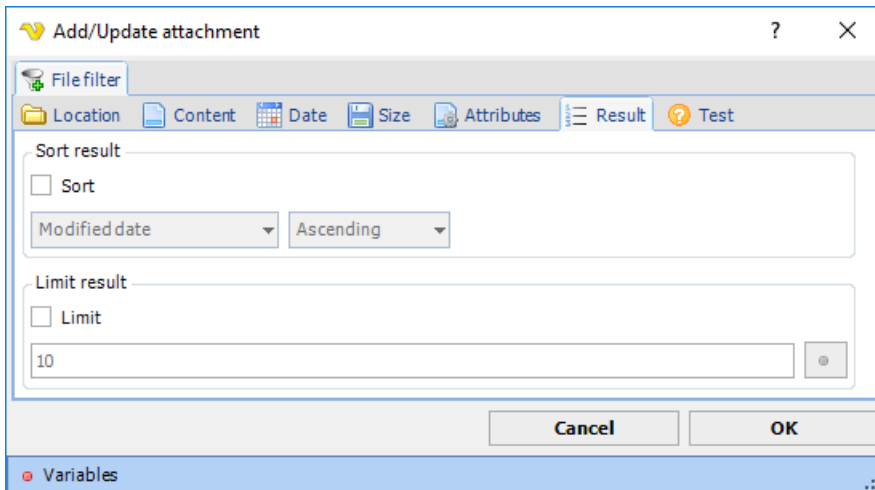 Add/Update attachment ?
File filter
Location Content Date Size Attributes Result Test
Sort result
Sort
Modified date Ascending
Limit result
Limit
10
Cancel OK
Variables